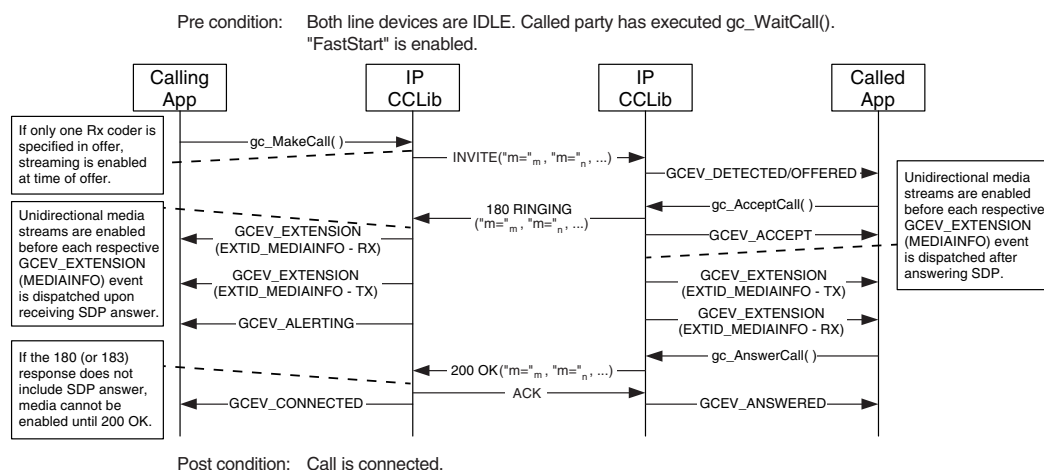 Pre condition: Both line devices are IDLE. Called party has executed gc_WaitCall().
"FastStart" is enabled.
Calling
App
IP
CCLib
IP
CCLib
Called
App
If only one Rx coder is
specified in offer,
streaming is enabled
at time of offer.
gc_MakeCall( )
INVITE("m="m, "m="n, ...)
GCEV_DETECTED/OFFERED
Unidirectional media
streams are enabled
before each respective
GCEV_EXTENSION
(MEDIAINFO) event
is dispatched after
answering SDP.
gc_AcceptCall( )
180 RINGING
("m="m, "m="n, ...)
Unidirectional media
streams are enabled
before each respective
GCEV_EXTENSION
(MEDIAINFO) event
is dispatched upon
receiving SDP answer.
GCEV_EXTENSION
(EXTID_MEDIAINFO - RX)
GCEV_ACCEPT
GCEV_EXTENSION
(EXTID_MEDIAINFO - TX)
GCEV_EXTENSION
(EXTID_MEDIAINFO - TX)
GCEV_ALERTING
GCEV_EXTENSION
(EXTID_MEDIAINFO - RX)
gc_AnswerCall( )
If the 180 (or 183)
response does not
include SDP answer,
media cannot be
enabled until 200 OK.
200 OK("m="m, "m="n, ...)
ACK
GCEV_CONNECTED
GCEV_ANSWERED
Post condition: Call is connected.